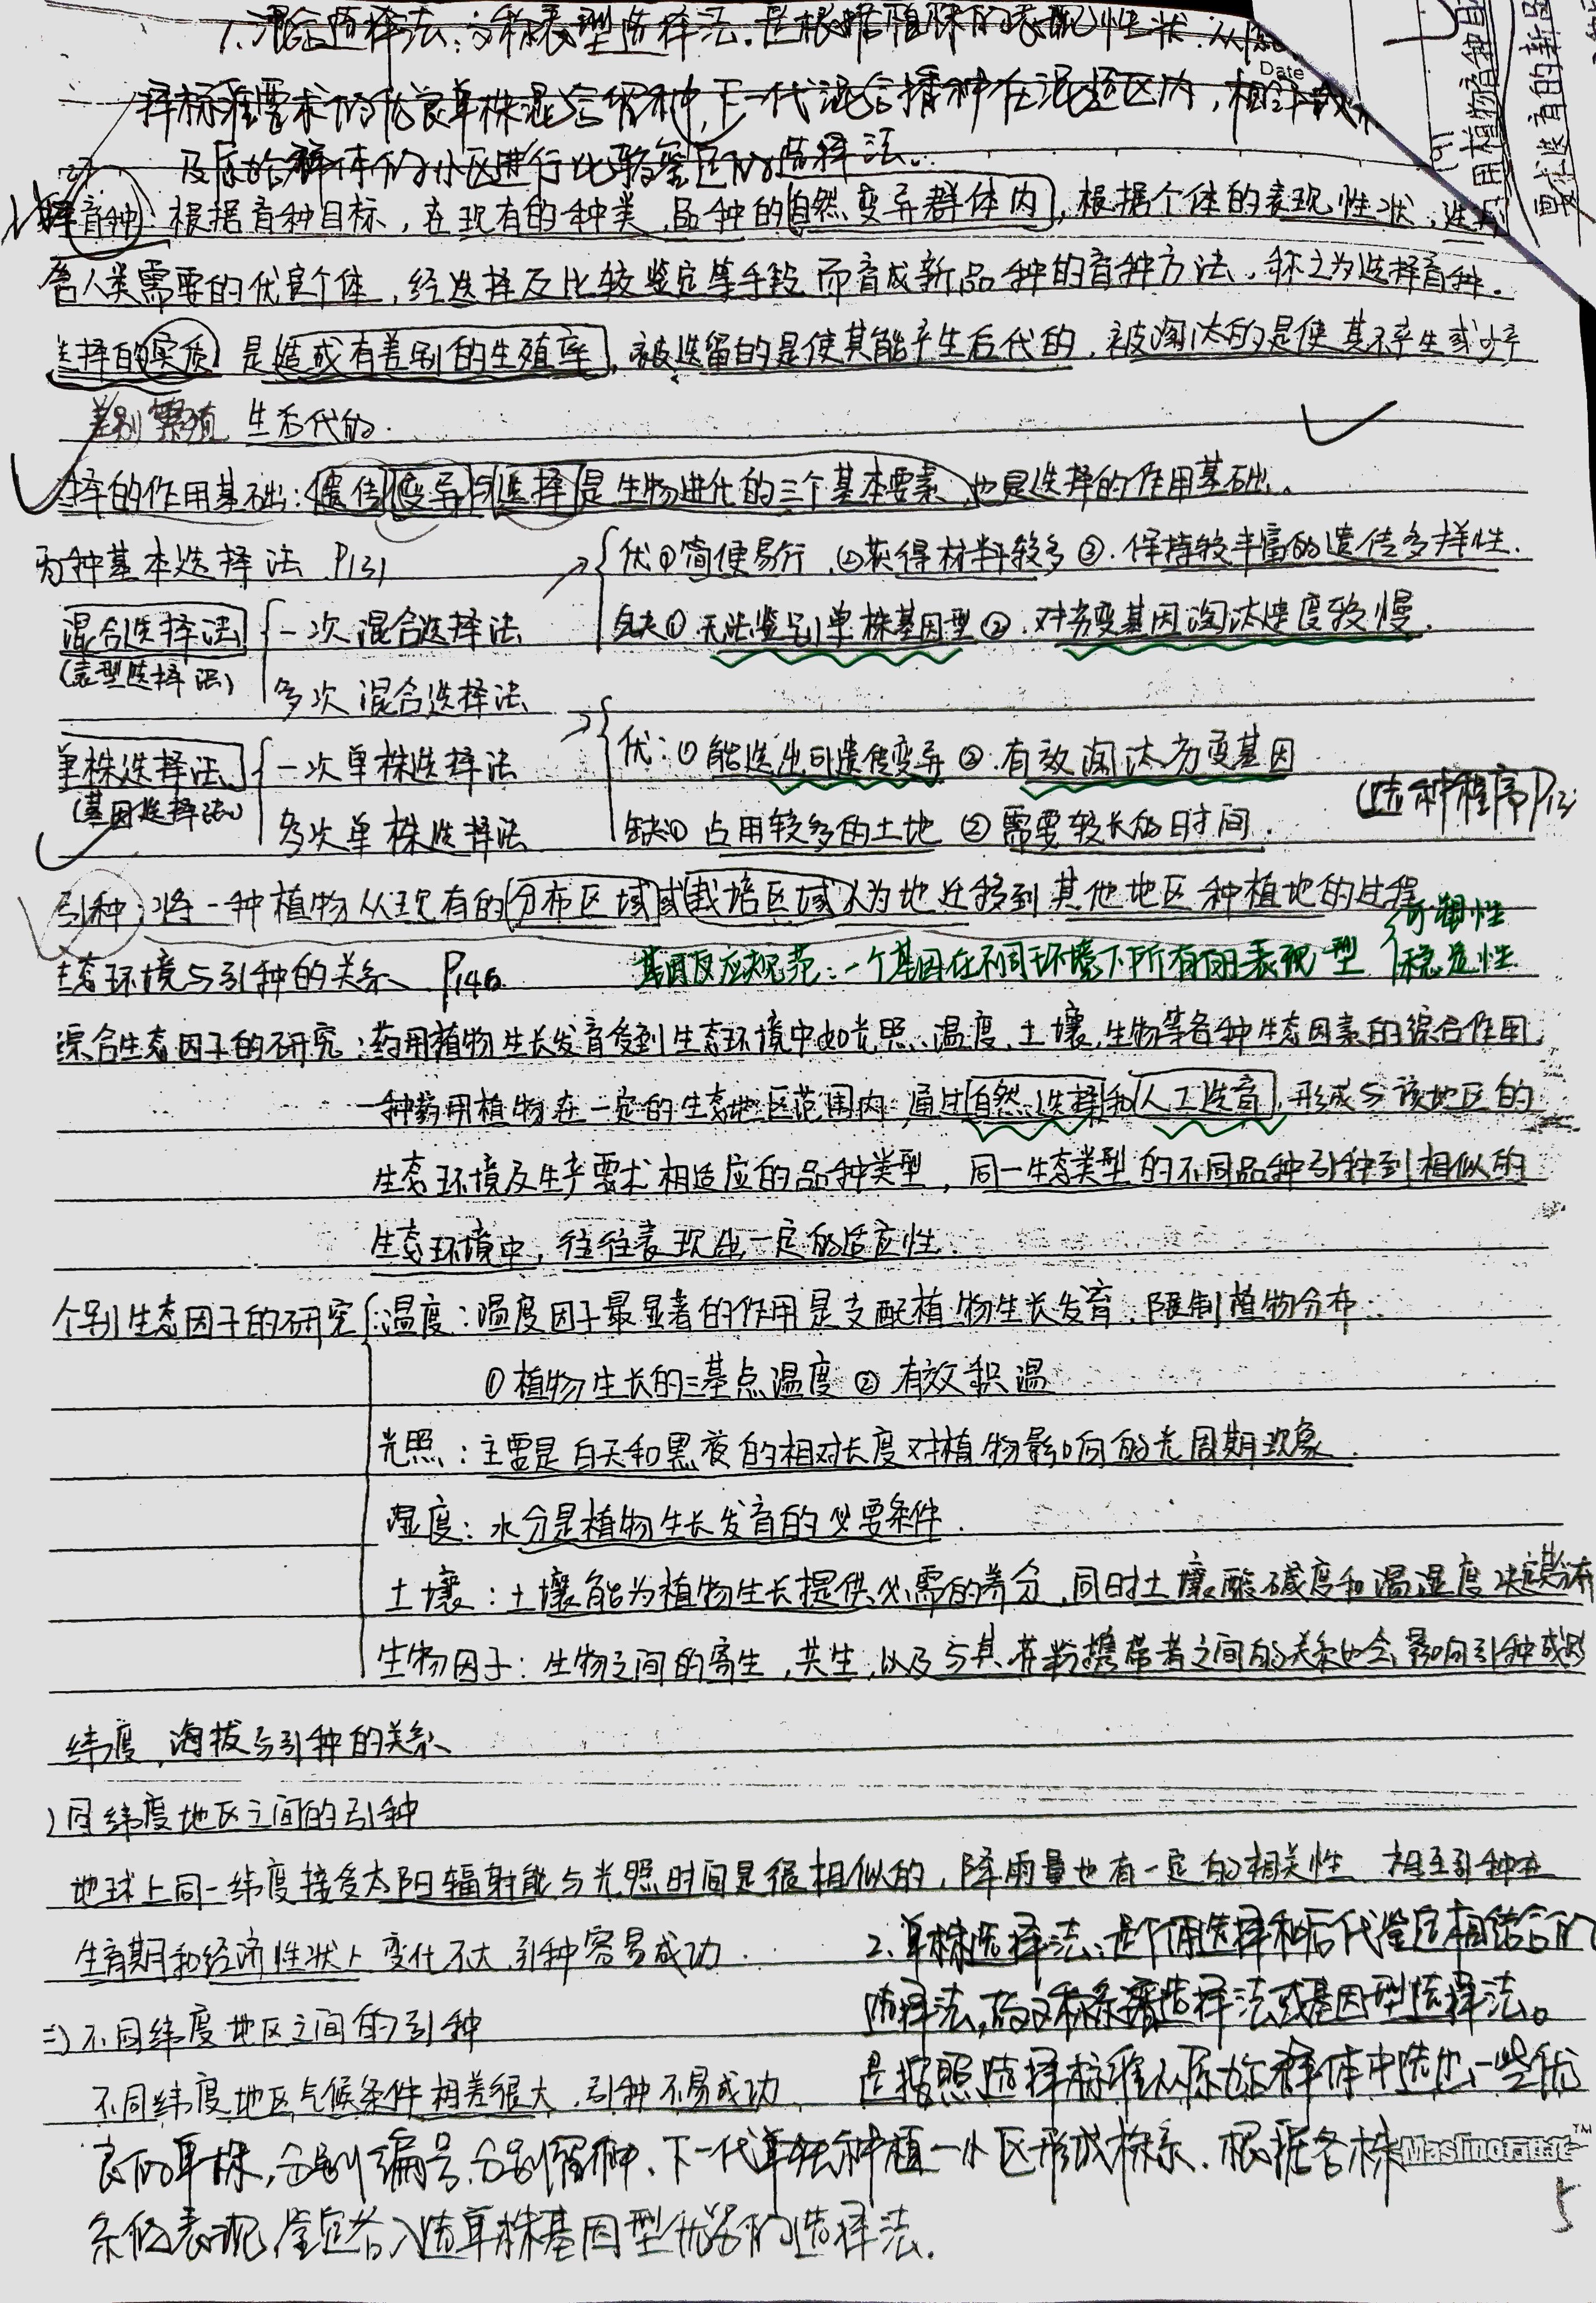 1.混合选择法：又称表型选择法。是根据植株的表配性状.从原
Date
择标准要求的优良单株混合留种,下一代混合播种在混选区内,相
及原始群体的小区进行比较鉴定的选择法.
用植物育种自
要求选育的新品
择育种：根据育种目标，在现有的种类.品种的自然变异群体内，根据个体的表现性状，选
合人类需要的优良个体，经选择及比较鉴定等手段而育成新品种的育种方法，称之为选择育种.
选择的实质 是造成有差别的生殖率，被选留的是使其能产生后代的，被淘汰的是使其不产生或少产
差别繁殖 生后代的.
择的作用基础：遗传变异与选择是生物进化的三个基本要素,也是选择的作用基础。
两种基本选择法 P131
优①简便易行.②获得材料较多③.保持较丰富的遗传多样性.
混合选择法 一次混合选择法
缺①.无法鉴别单株基因型②.对劣变基因淘汰速度较慢.
(表型选择法)
多次混合选择法
优：①能选出可遗传变异②.有效淘汰劣变基因
单株选择法 一次单株选择法
(选种程序P13
(基因选择法) 多次单株选择法
缺①占用较多的土地 ②需要较长的时间.
引种：将一种植物从现有的分布区域或栽培区域人为地迁移到其他地区种植地的过程
可塑性
生态环境与引种的关系 P146
基因反应规范：一个基因在不同环境下所有的表现型 稳定性
综合生态因子的研究：药用植物生长发育受到生态环境中如光照.温度.土壤.生物等各种生态因素的综合作用
一种药用植物在一定的生态地区范围内,通过自然选择和人工选育,形成与该地区的
生态环境及生产要求相适应的品种类型，同一生态类型的不同品种引种到相似的
生态环境中，往往表现出一定的适应性.
个别生态因子的研究 温度：温度因子最显著的作用是支配植物生长发育.限制植物分布.
①植物生长的三基点温度②有效积温
光照：主要是白天和黑夜的相对长度对植物影响的光周期现象.
湿度：水分是植物生长发育的必要条件.
土壤：土壤能为植物生长提供必需的养分,同时土壤酸碱度和温湿度决定其分布
生物因子：生物之间的寄生,共生,以及与其花粉携带者之间的关系也会影响引种成
纬度,海拔与引种的关系
1)同纬度地区之间的引种
地球上同一纬度接受太阳辐射能与光照时间是很相似的,降雨量也有一定的相关性.相互引种在
生育期和经济性状上变化不大,引种容易成功.
二)不同纬度地区之间的引种
不同纬度地区气候条件相差很大.引种不易成功.
2.单株选择法：是个体选择和后代鉴定相结合的
选择法,故又称系谱选择法或基因型选择法。
是按照选择标准从原始群体中选出一些优
良的单株,分别编号,分别留种.下一代单独种植一小区形成株系.根据各株
系的表现,鉴定各入选单株基因型优劣的选择法.
5